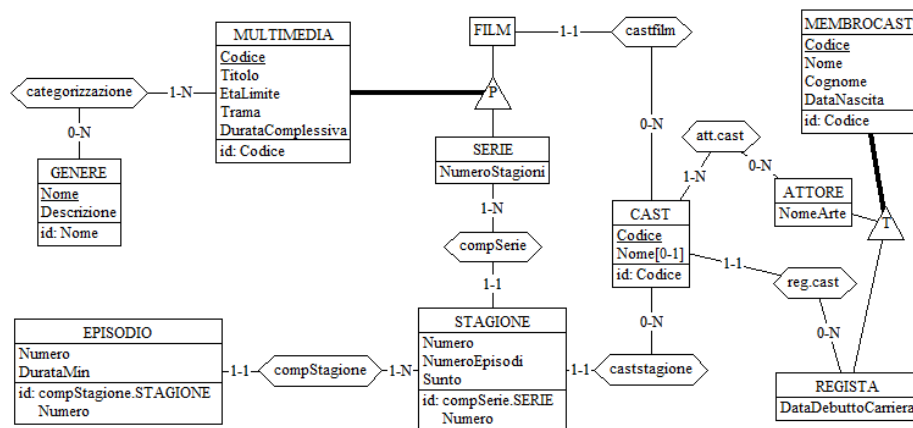 MULTIMEDIA
Codice
Titolo
EtaLimite
Trama
DurataComplessiva
id: Codice
FILM
1-1
castfilm
MEMBROCAST
Codice
Nome
Cognome
DataNascita
id: Codice
categorizzazione
1-N
P
0-N
GENERE
Nome
Descrizione
id: Nome
SERIE
NumeroStagioni
0-N
att.cast
0-N
1-N
ATTORE
NomeArte
T
1-N
compSerie
1-1
CAST
Codice
Nome[0-1]
id: Codice
1-1
reg.cast
0-N
0-N
EPISODIO
Numero
DurataMin
id: compStagione.STAGIONE
Numero
1-1
compStagione
1-N
STAGIONE
Numero
NumeroEpisodi
Sunto
id: compSerie.SERIE
Numero
1-1
caststagione
REGISTA
DataDebuttoCarriera